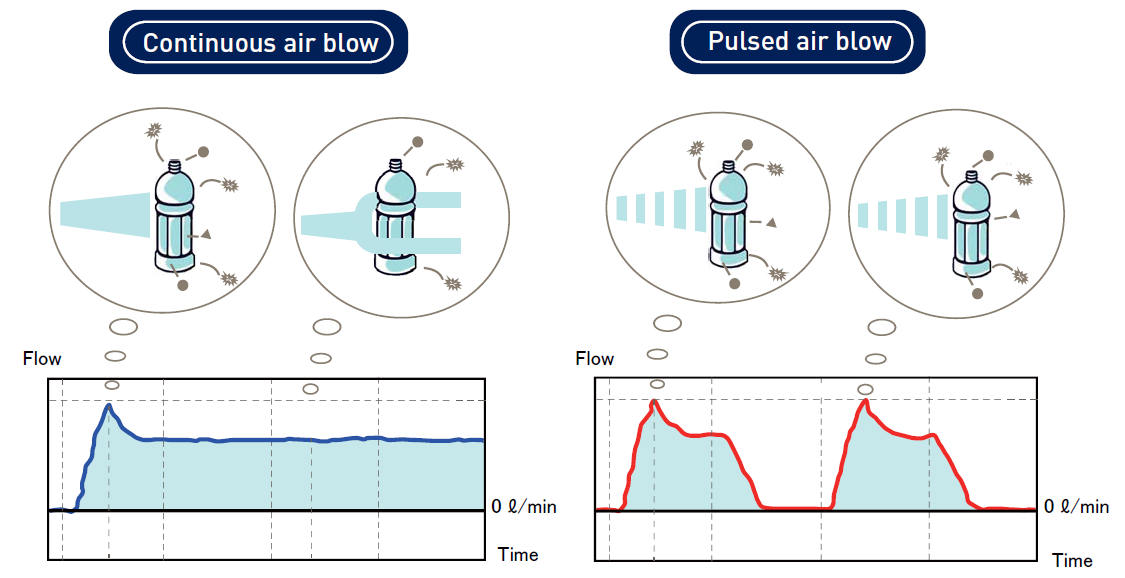 Continuous air blow
Pulsed air blow
Flow
0 ℓ/min
Time
Flow
0 ℓ/min
Time